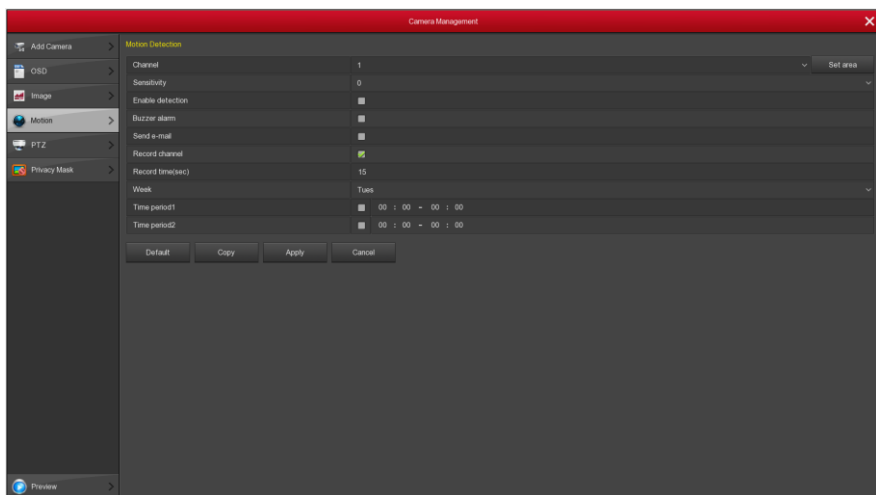 Camera Management
Add Camera
OSD
Image
Motion
PTZ
Privacy Mask
Preview
Motion Detection
Channel 1 Set area
Sensitivity 0
Enable detection
Buzzer alarm
Send e-mail
Record channel
Record time(sec) 15
Week Tues
Time period1 00 : 00 - 00 : 00
Time period2 00 : 00 - 00 : 00
Default Copy Apply Cancel